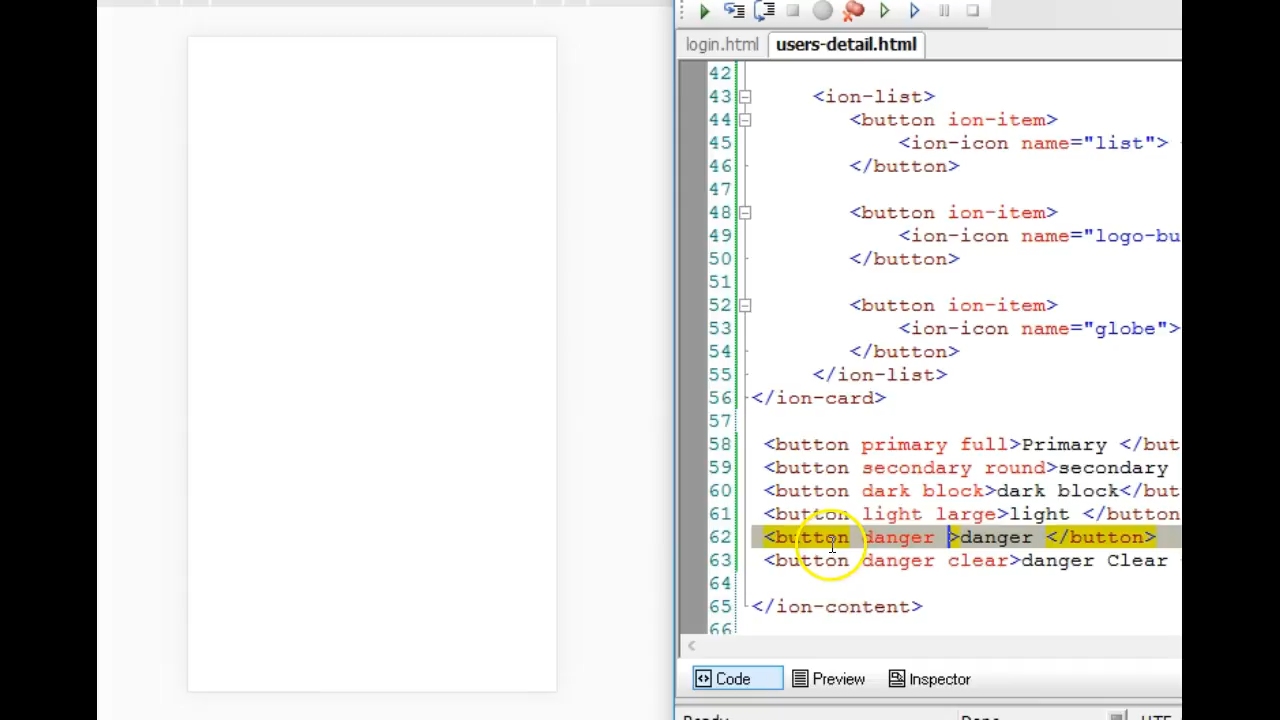 login.html users-detail.html
42
43 <ion-list>
44 <button ion-item>
45 <ion-icon name="list">
46 </button>
47
48 <button ion-item>
49 <ion-icon name="logo-bu
50 </button>
51
52 <button ion-item>
53 <ion-icon name="globe">
54 </button>
55 </ion-list>
56 </ion-card>
57
58 <button primary full>Primary </but
59 <button secondary round>secondary
60 <button dark block>dark block</but
61 <button light large>light </button
62 <button danger >danger </button>
63 <button danger clear>danger Clear
64
65 </ion-content>
66
Code Preview Inspector
Ready Done UTF